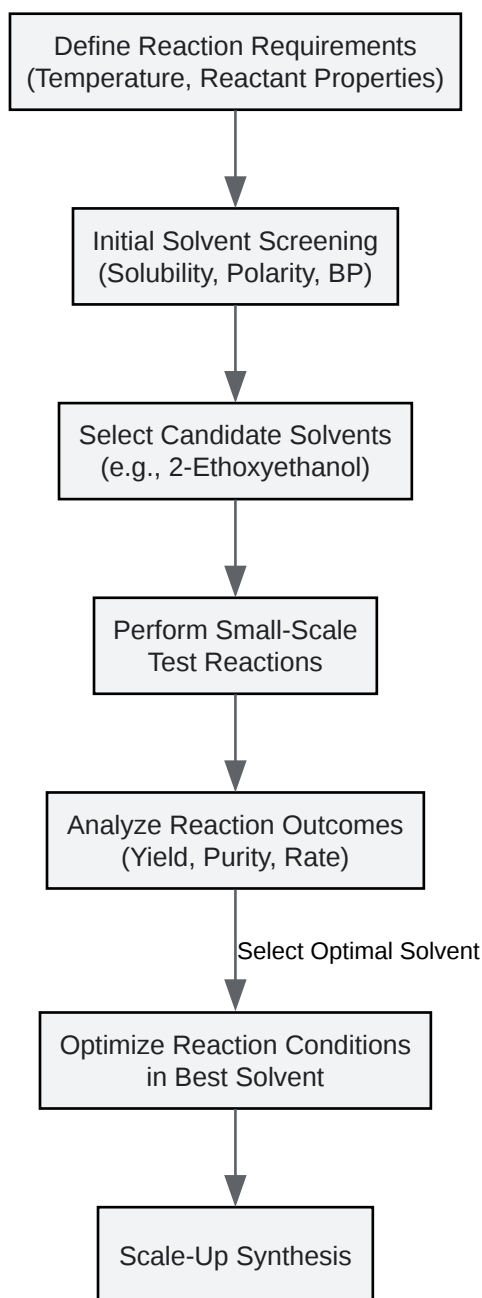 Define Reaction Requirements
(Temperature, Reactant Properties)
Initial Solvent Screening
(Solubility, Polarity, BP)
Select Candidate Solvents
(e.g., 2-Ethoxyethanol)
Perform Small-Scale
Test Reactions
Analyze Reaction Outcomes
(Yield, Purity, Rate)
Select Optimal Solvent
Optimize Reaction Conditions
in Best Solvent
Scale-Up Synthesis